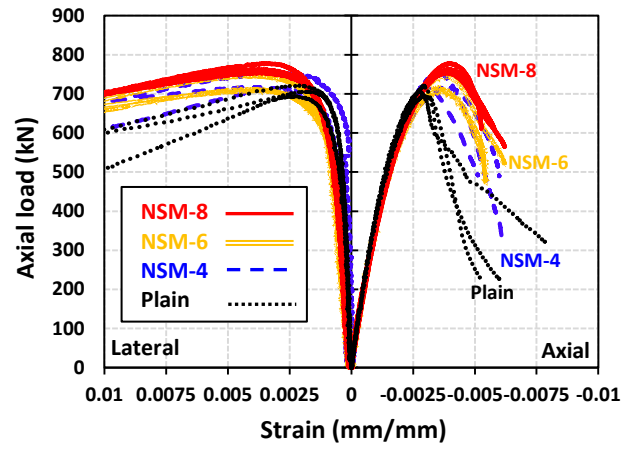 900
800
700
600
500
400
300
200
100
0
Axial load (kN)
NSM-8
NSM-6
NSM-4
Plain
NSM-8
NSM-6
NSM-4
Plain
Lateral
Axial
0.01 0.0075 0.005 0.0025 0 -0.0025 -0.005 -0.0075 -0.01
Strain (mm/mm)